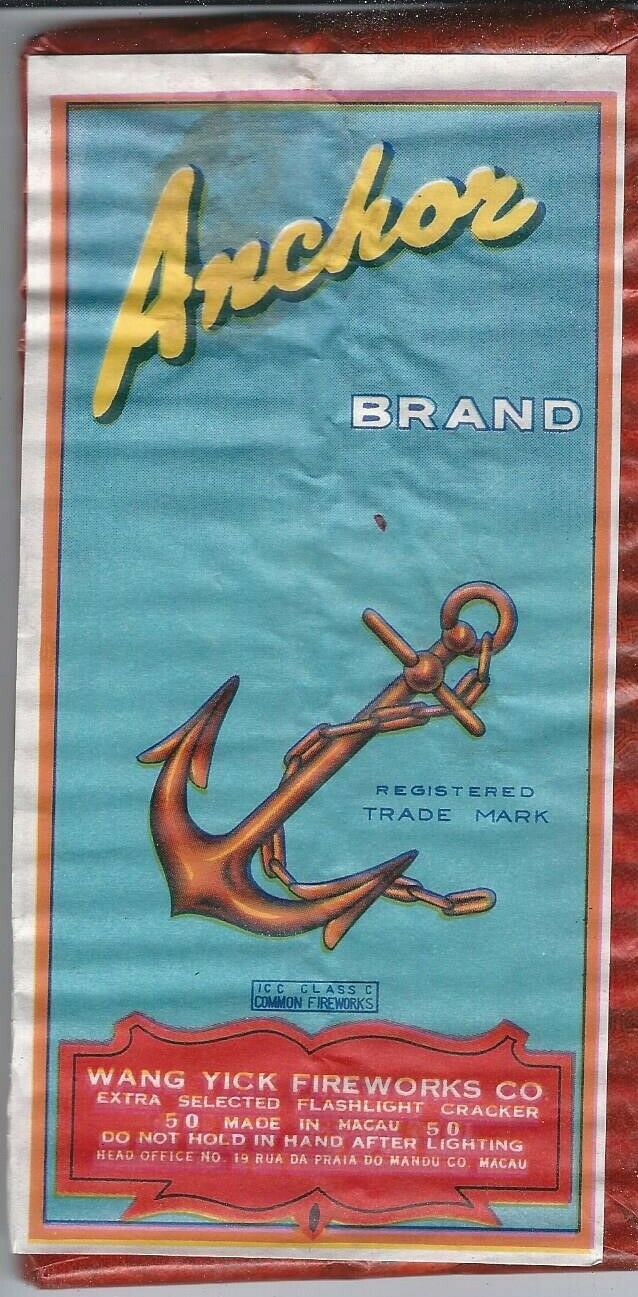 Anchor
BRAND
REGISTERED
TRADE MARK
ICC CLASS C
COMMON FIREWORKS
WANG YICK FIREWORKS CO
EXTRA SELECTED FLASHLIGHT CRACKER
50 MADE IN MACAU 50
DO NOT HOLD IN HAND AFTER LIGHTING
HEAD OFFICE NO. 19 RUA DA PRAIA DO MANDU CO. MACAU